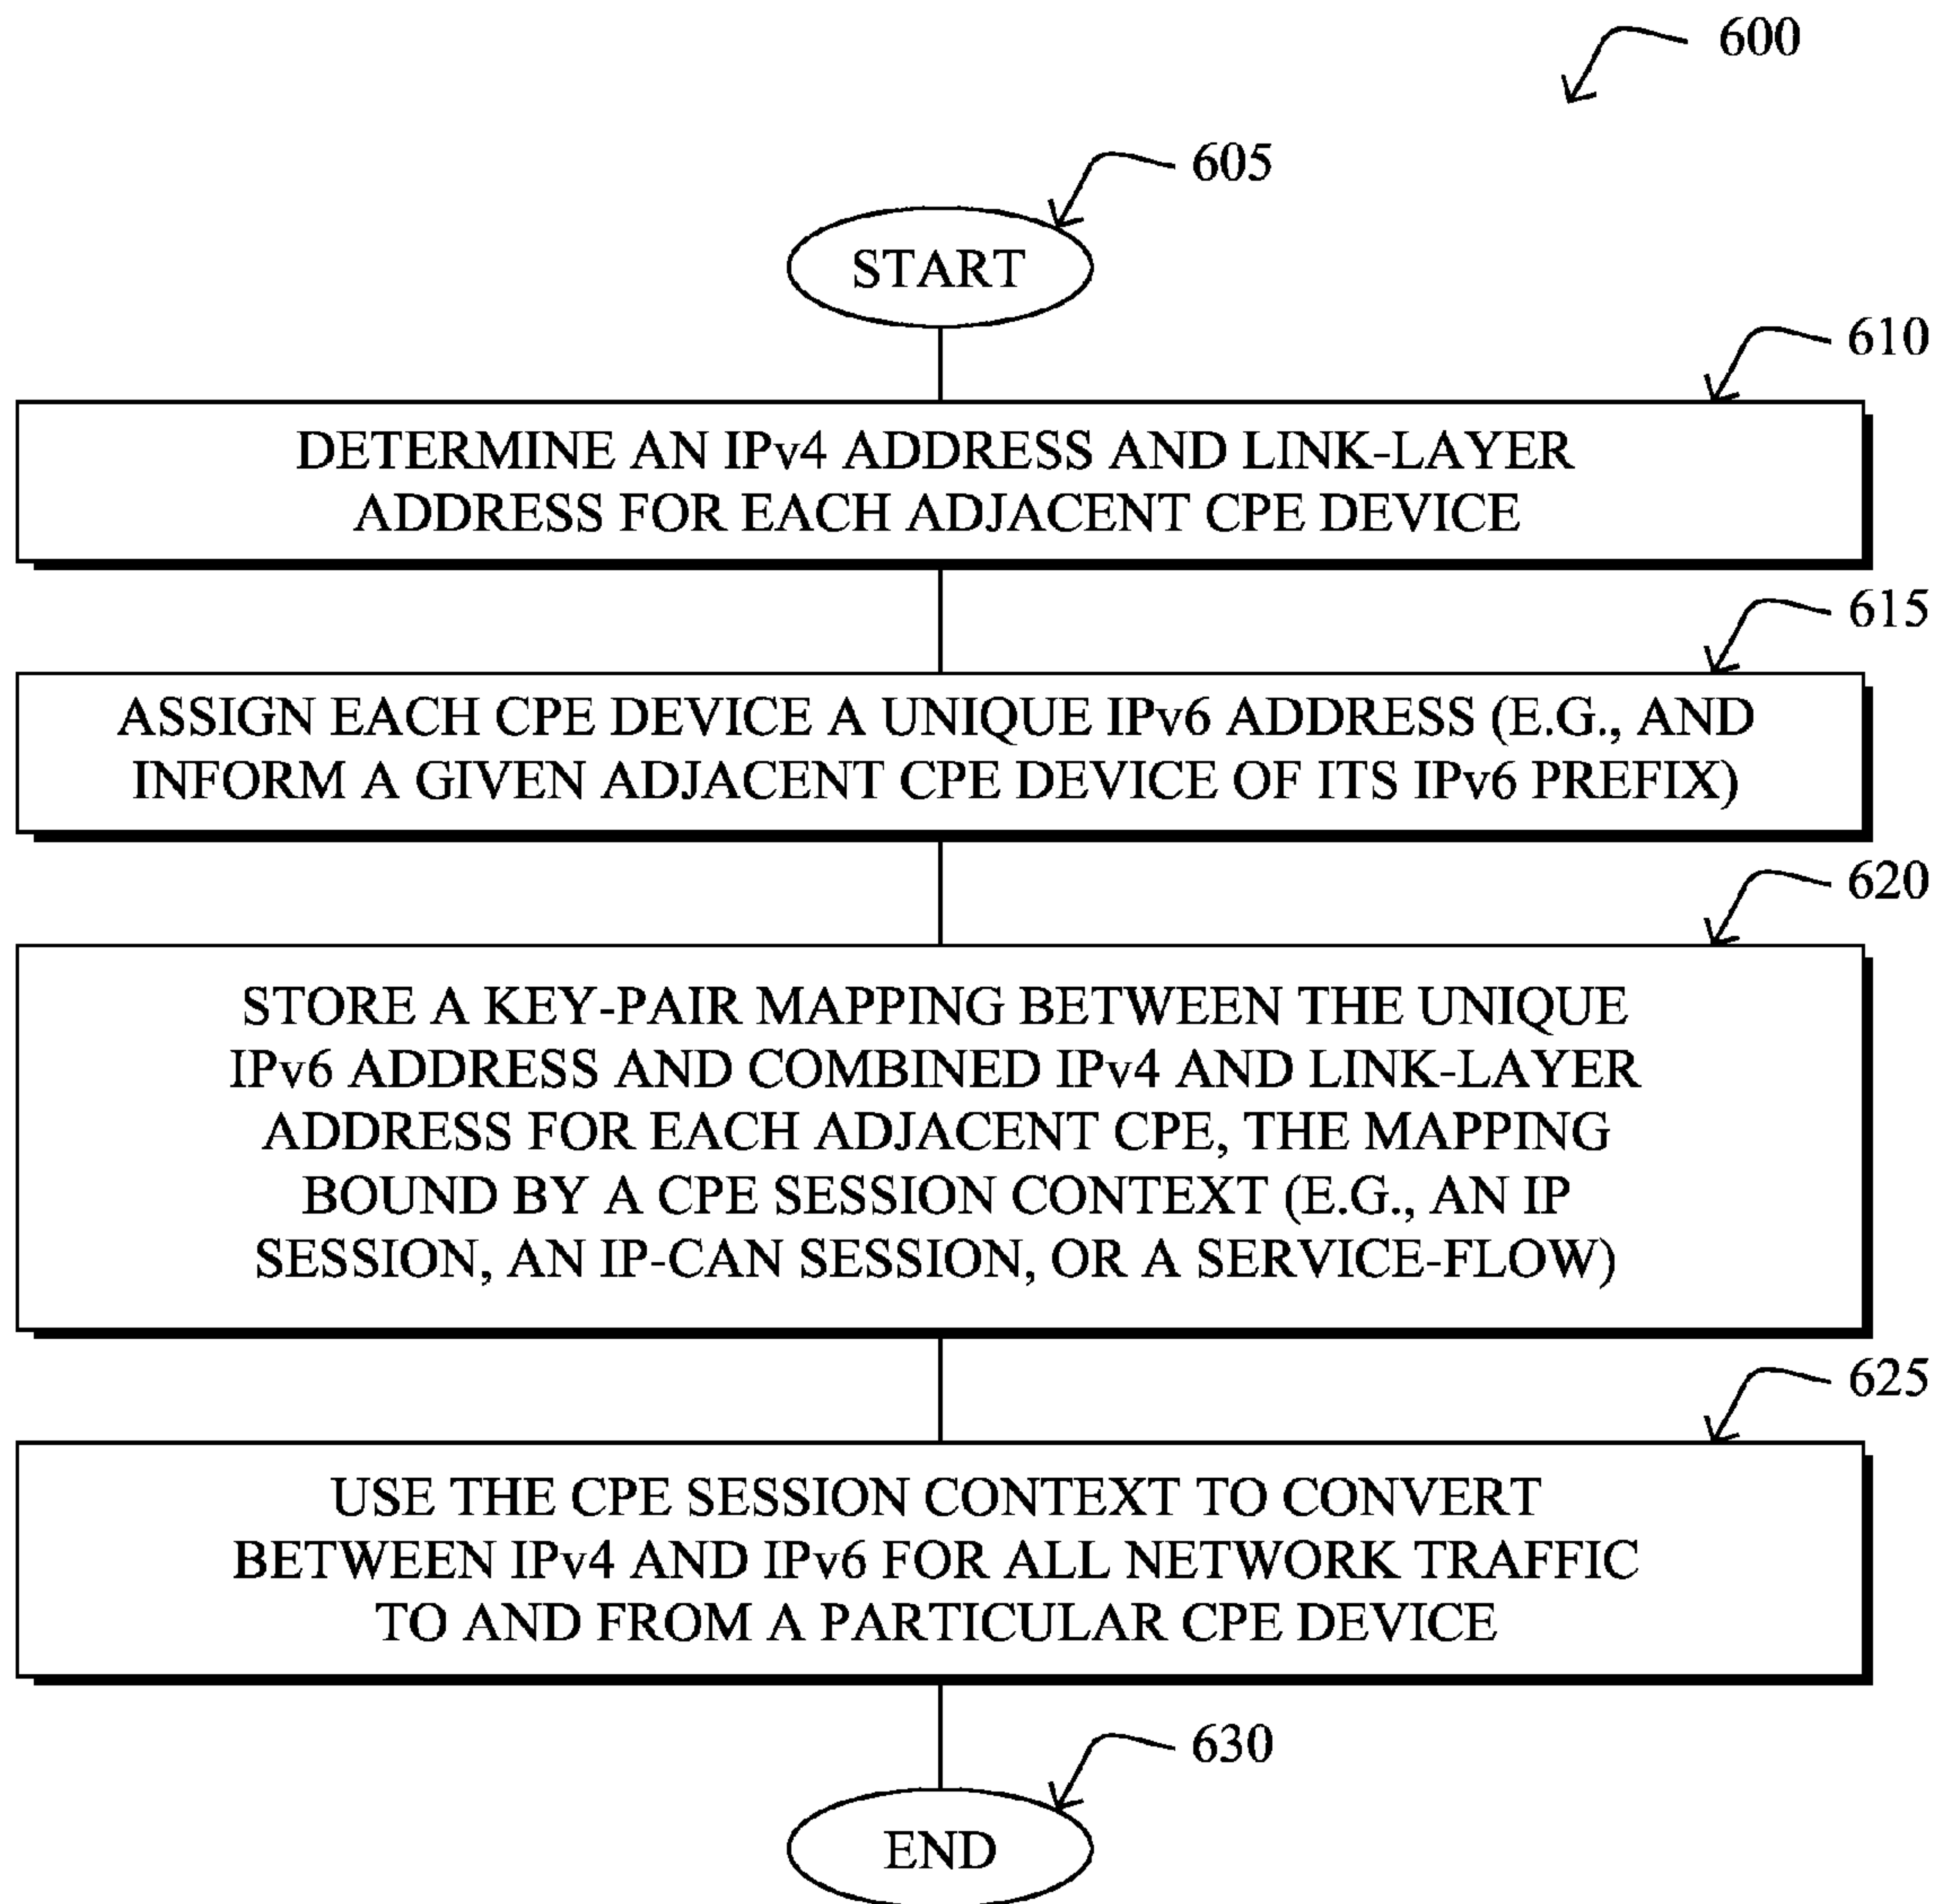 600
605
START
610
DETERMINE AN IPv4 ADDRESS AND LINK-LAYER
ADDRESS FOR EACH ADJACENT CPE DEVICE
615
ASSIGN EACH CPE DEVICE A UNIQUE IPv6 ADDRESS (E.G., AND
INFORM A GIVEN ADJACENT CPE DEVICE OF ITS IPv6 PREFIX)
620
STORE A KEY-PAIR MAPPING BETWEEN THE UNIQUE
IPv6 ADDRESS AND COMBINED IPv4 AND LINK-LAYER
ADDRESS FOR EACH ADJACENT CPE, THE MAPPING
BOUND BY A CPE SESSION CONTEXT (E.G., AN IP
SESSION, AN IP-CAN SESSION, OR A SERVICE-FLOW)
625
USE THE CPE SESSION CONTEXT TO CONVERT
BETWEEN IPv4 AND IPv6 FOR ALL NETWORK TRAFFIC
TO AND FROM A PARTICULAR CPE DEVICE
630
END